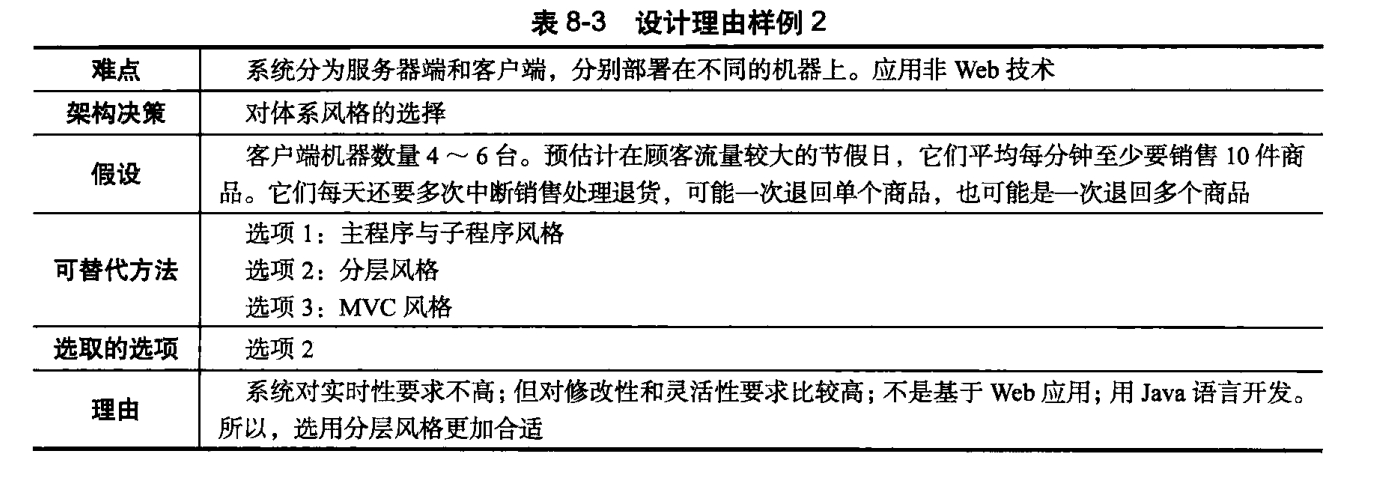 表 8-3 设计理由样例 2
难点 系统分为服务器端和客户端，分别部署在不同的机器上。应用非 Web 技术
架构决策 对体系风格的选择
假设 客户端机器数量 4～6 台。预估计在顾客流量较大的节假日，它们平均每分钟至少要销售 10 件商
品。它们每天还要多次中断销售处理退货，可能一次退回单个商品，也可能是一次退回多个商品
可替代方法 选项 1：主程序与子程序风格
选项 2：分层风格
选项 3：MVC 风格
选取的选项 选项 2
理由 系统对实时性要求不高；但对修改性和灵活性要求比较高；不是基于 Web 应用；用 Java 语言开发。
所以，选用分层风格更加合适